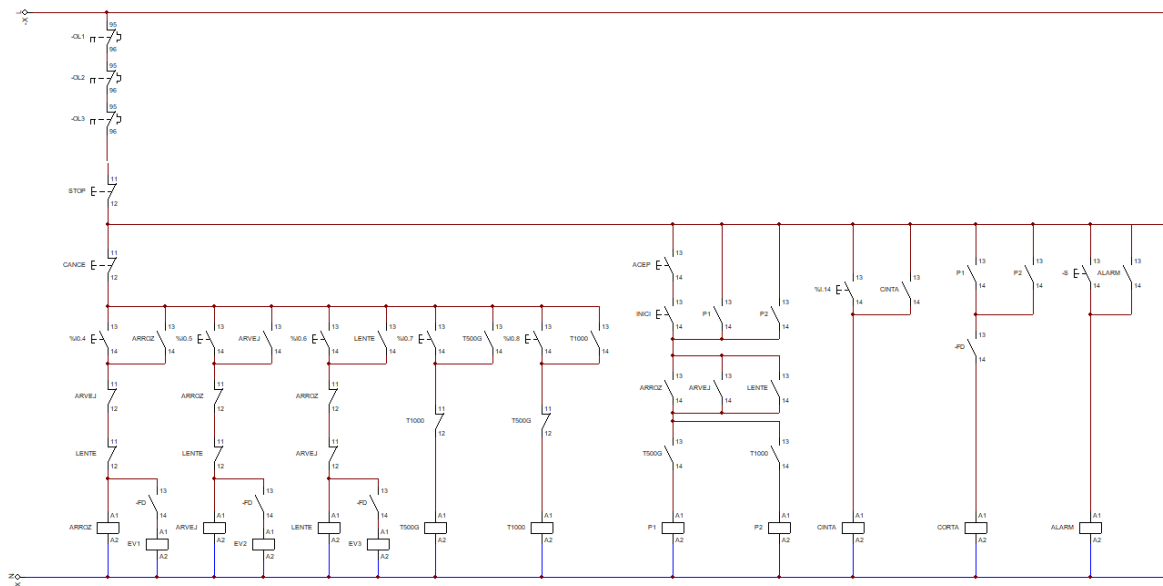 L
-X
95
-OL1
96
95
-OL2
96
95
-OL3
96
11
STOP
12
11
CANCE
12
13
ACEP
14
13
%I.14
14
13
CINTA
14
13
P1
14
13
P2
14
13
-S
14
13
ALARM
14
13
%I0.4
14
13
ARROZ
14
13
%I0.5
14
13
ARVEJ
14
13
%I0.6
14
13
LENTE
14
13
%I0.7
14
13
T500G
14
13
%I0.8
14
13
T1000
14
13
INICI
14
13
P1
14
13
P2
14
13
-FD
14
11
ARVEJ
12
11
ARROZ
12
11
ARROZ
12
11
T1000
12
11
T500G
12
13
ARROZ
14
13
ARVEJ
14
13
LENTE
14
11
LENTE
12
11
LENTE
12
11
ARVEJ
12
13
T500G
14
13
T1000
14
13
-FD
14
13
-FD
14
13
-FD
14
A1
ARROZ
A2
A1
EV1
A2
A1
ARVEJ
A2
A1
EV2
A2
A1
LENTE
A2
A1
EV3
A2
A1
T500G
A2
A1
T1000
A2
A1
P1
A2
A1
P2
A2
A1
CINTA
A2
A1
CORTA
A2
A1
ALARM
A2
N